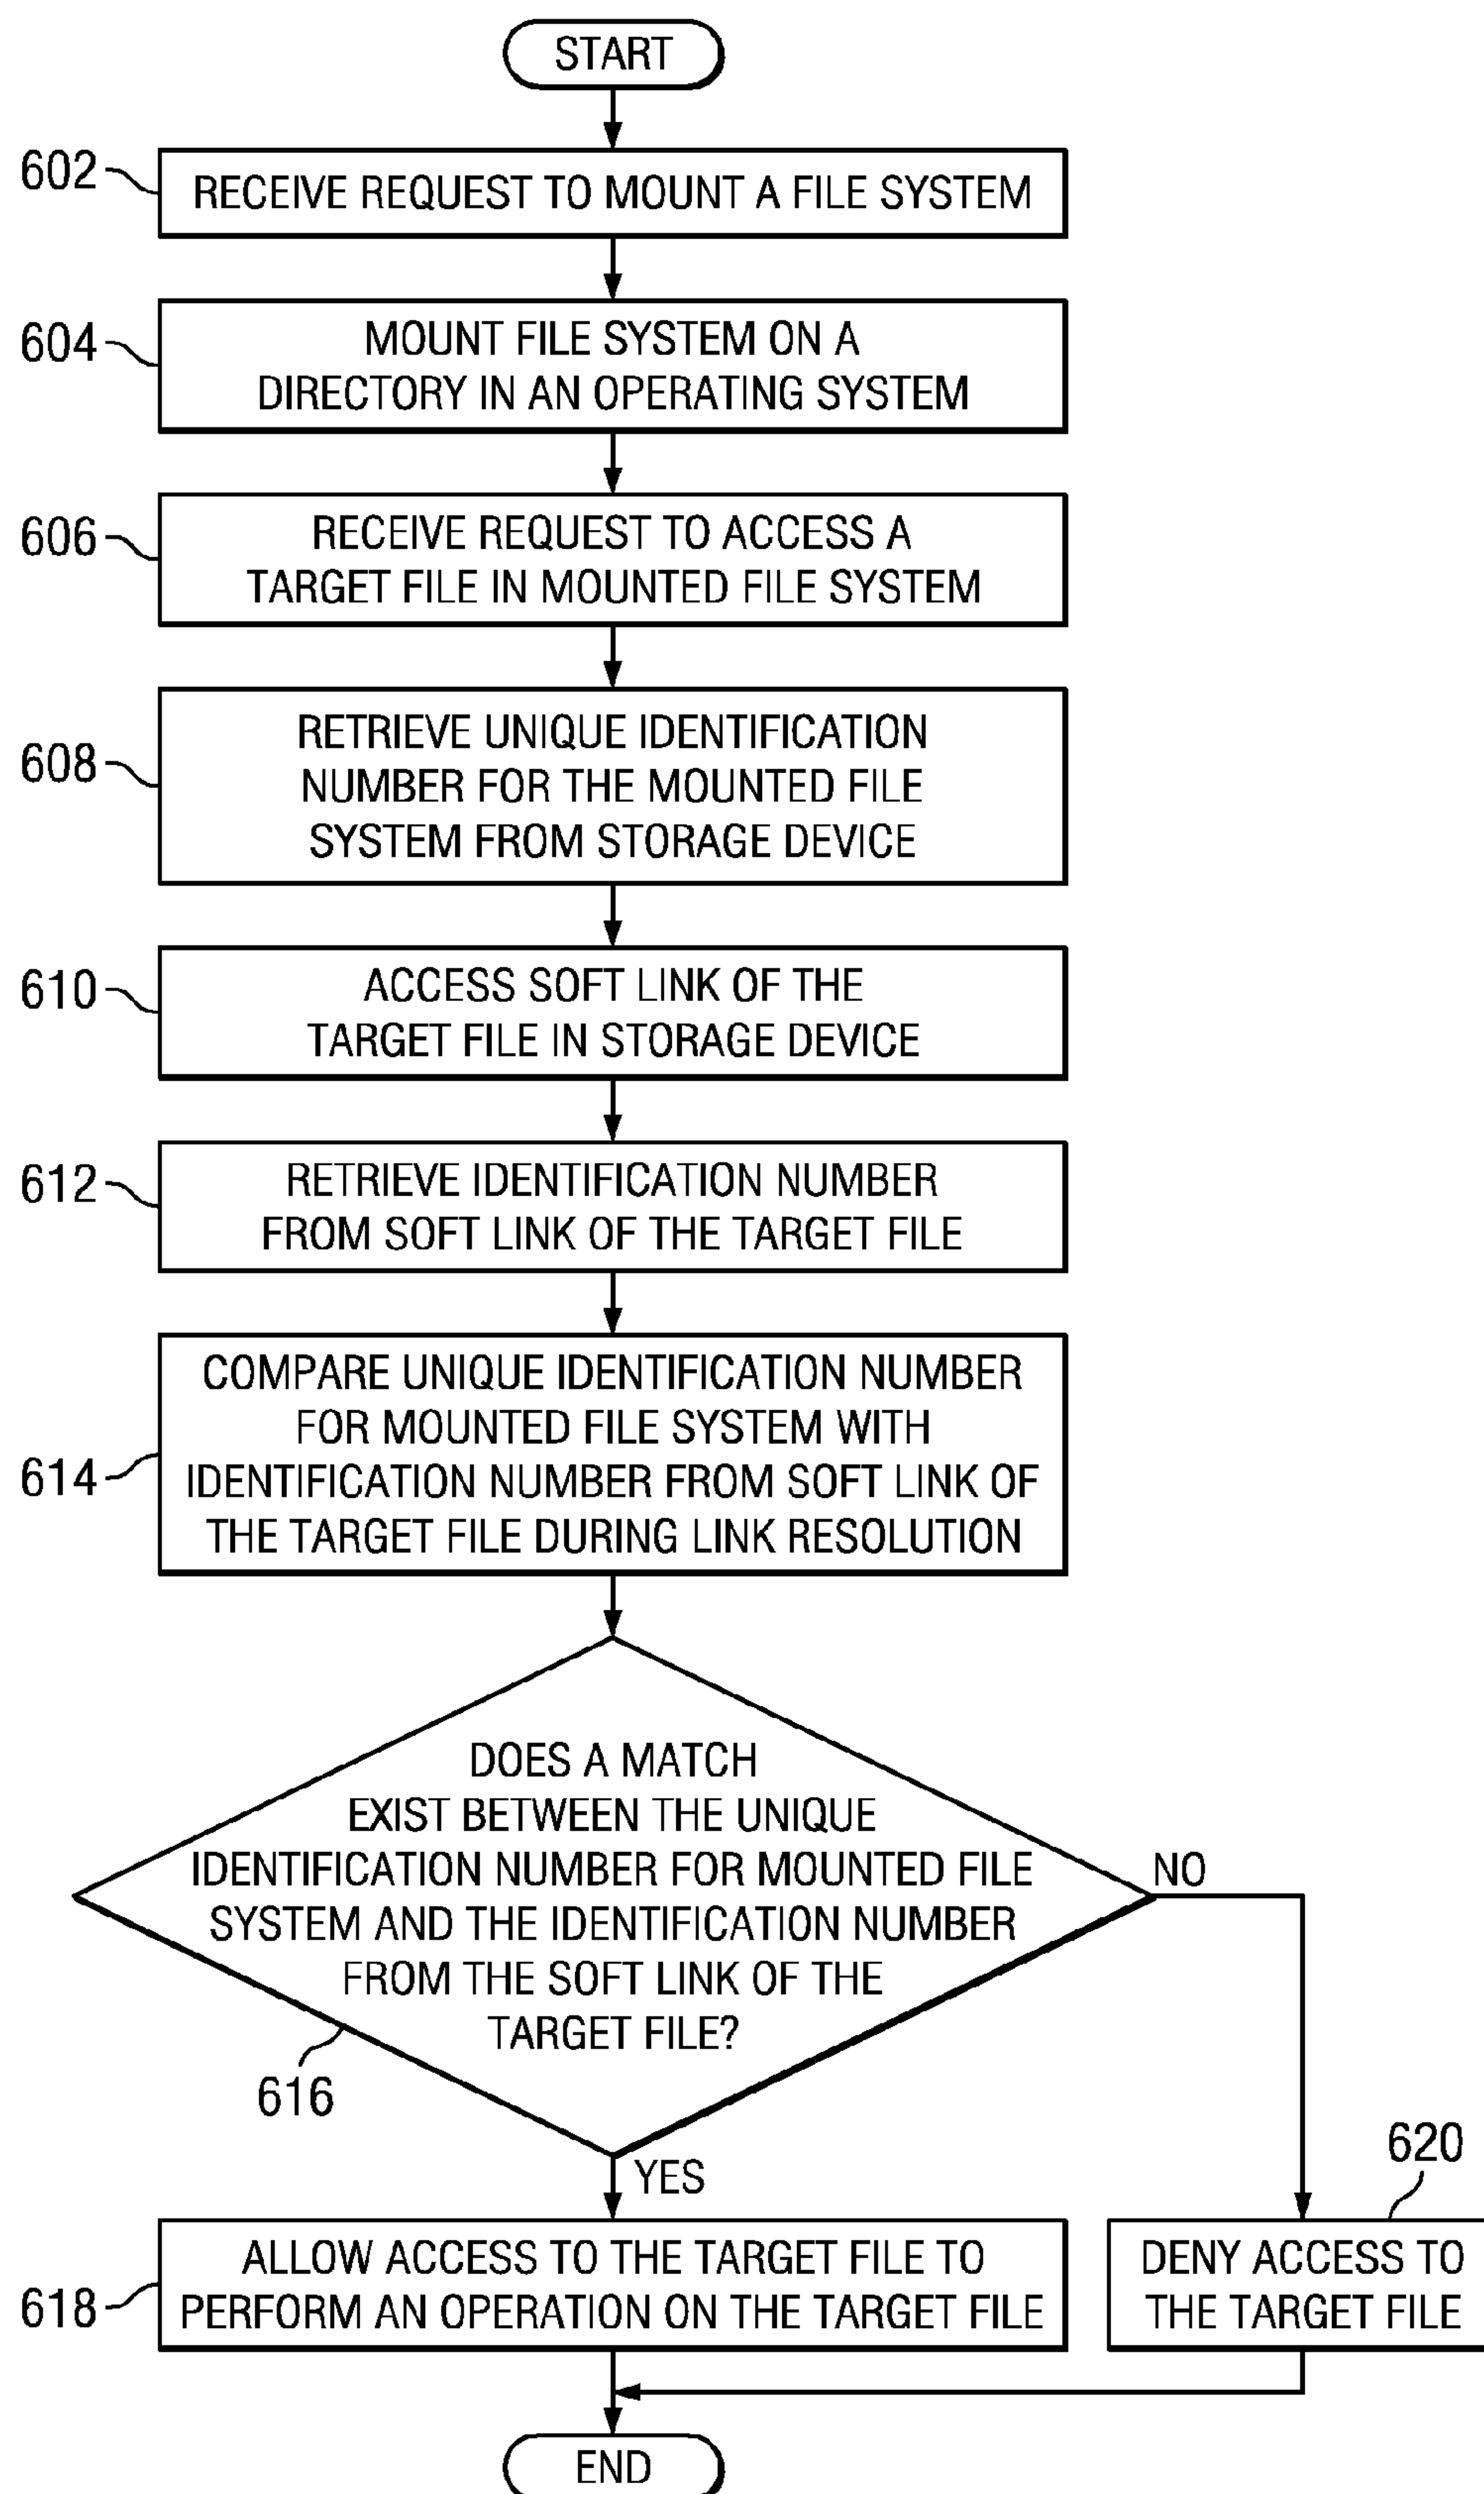 START
602
RECEIVE REQUEST TO MOUNT A FILE SYSTEM
604
MOUNT FILE SYSTEM ON A
DIRECTORY IN AN OPERATING SYSTEM
606
RECEIVE REQUEST TO ACCESS A
TARGET FILE IN MOUNTED FILE SYSTEM
608
RETRIEVE UNIQUE IDENTIFICATION
NUMBER FOR THE MOUNTED FILE
SYSTEM FROM STORAGE DEVICE
610
ACCESS SOFT LINK OF THE
TARGET FILE IN STORAGE DEVICE
612
RETRIEVE IDENTIFICATION NUMBER
FROM SOFT LINK OF THE TARGET FILE
614
COMPARE UNIQUE IDENTIFICATION NUMBER
FOR MOUNTED FILE SYSTEM WITH
IDENTIFICATION NUMBER FROM SOFT LINK OF
THE TARGET FILE DURING LINK RESOLUTION
DOES A MATCH
EXIST BETWEEN THE UNIQUE
IDENTIFICATION NUMBER FOR MOUNTED FILE
SYSTEM AND THE IDENTIFICATION NUMBER
FROM THE SOFT LINK OF THE
TARGET FILE?
616
NO
YES
620
618
ALLOW ACCESS TO THE TARGET FILE TO
PERFORM AN OPERATION ON THE TARGET FILE
DENY ACCESS TO
THE TARGET FILE
END